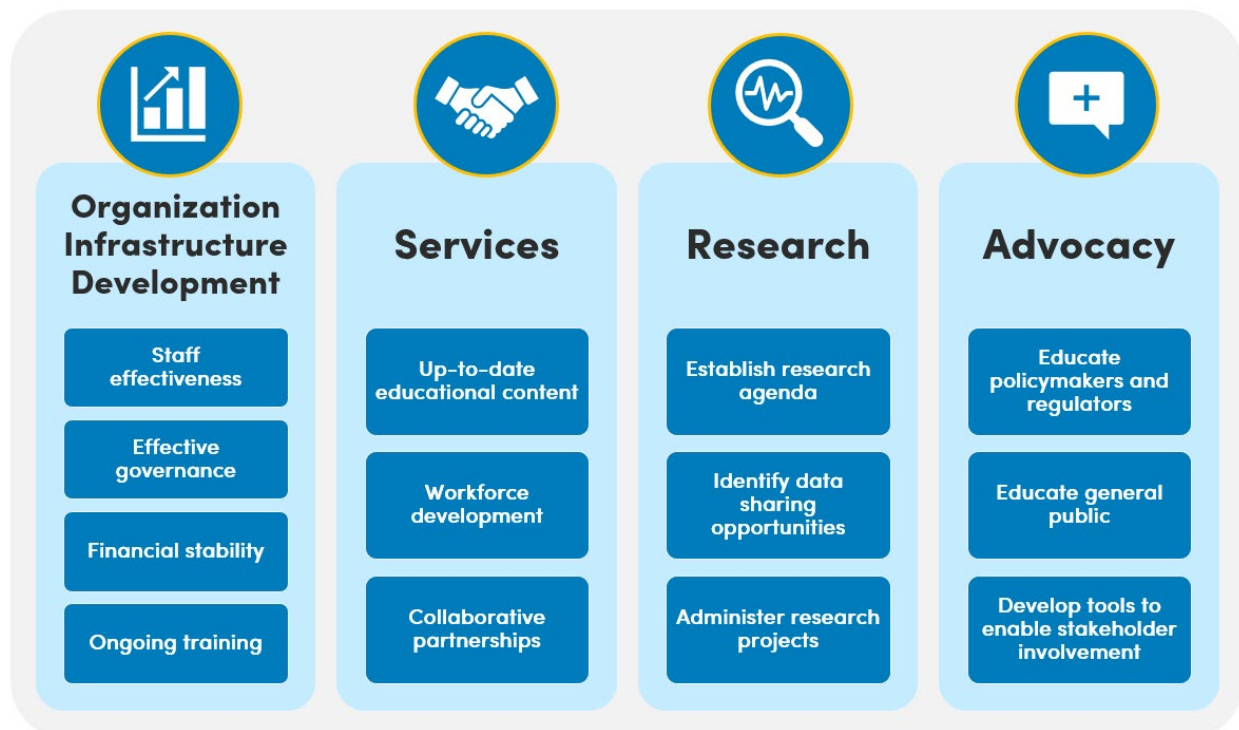 Organization
Infrastructure
Development
Staff
effectiveness
Effective
governance
Financial stability
Ongoing training
Services
Up-to-date
educational content
Workforce
development
Collaborative
partnerships
Research
Establish research
agenda
Identify data
sharing
opportunities
Administer research
projects
Advocacy
Educate
policymakers and
regulators
Educate general
public
Develop tools to
enable stakeholder
involvement